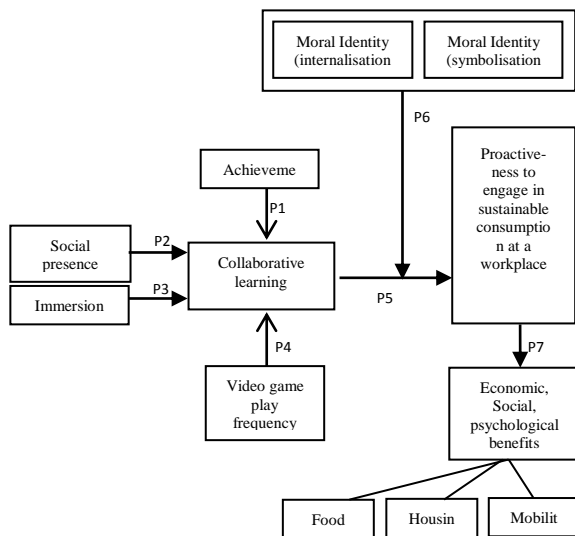 Moral Identity
(internalisation
Moral Identity
(symbolisation
P6
Achieveme
P1
Proactive-
ness to
engage in
sustainable
consumptio
n at a
workplace
Social
presence
P2
Collaborative
learning
Immersion
P3
P5
P4
Video game
play
frequency
P7
Economic,
Social,
psychological
benefits
Food
Housin
Mobilit